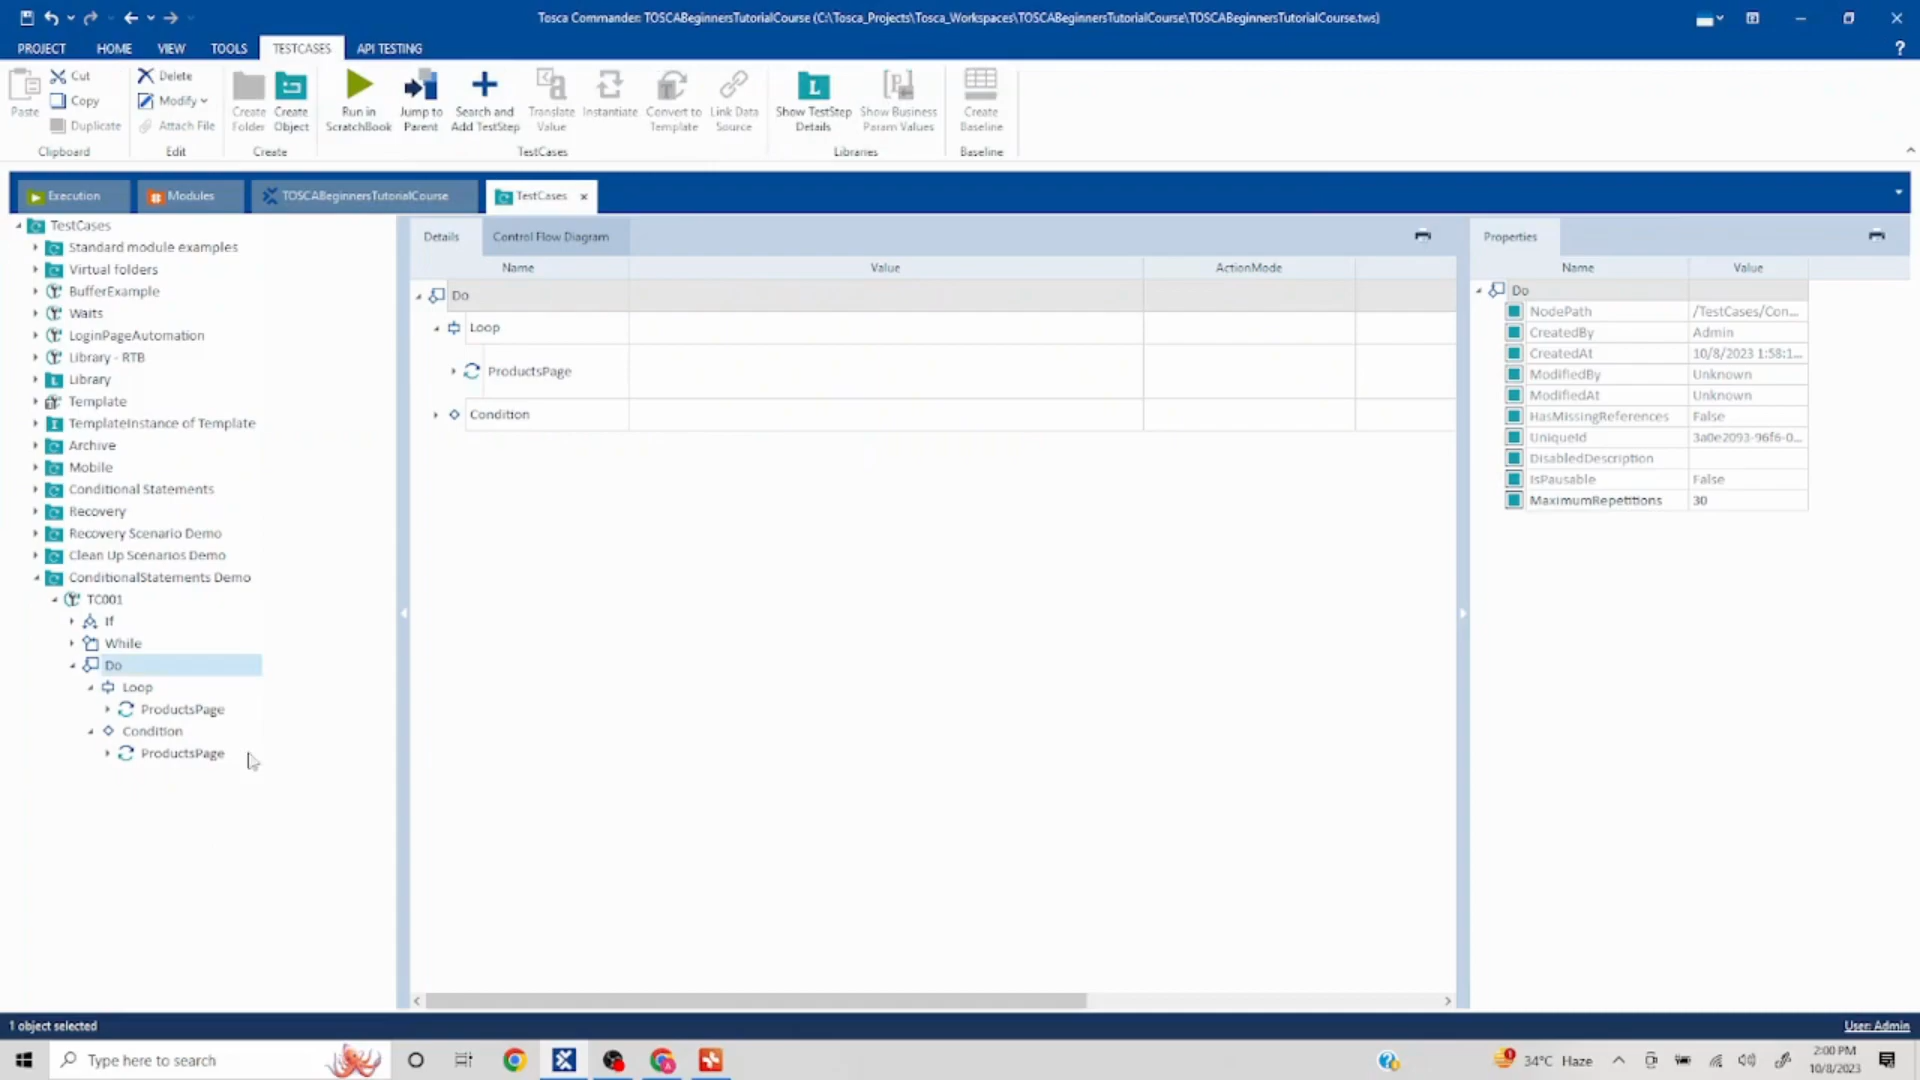 Tosca Commander: TOSCABeginnersTutorialCourse (C:\Tosca_Projects\Tosca_Workspaces\TOSCABeginnersTutorialCourse\TOSCABeginnersTutorialCourse.tws)
PROJECT HOME VIEW TOOLS TESTCASES API TESTING
?
Paste
Cut
Copy
Duplicate
Clipboard
Delete
Modify
Attach File
Edit
Create Folder
Create Object
Create
Run in ScratchBook
Jump to Parent
Search and Add TestStep
Translate Value
Instantiate
Convert to Template
Link Data Source
TestCases
Show TestStep Details
Show Business Param Values
Libraries
Create Baseline
Baseline
Execution
Modules
TOSCABeginnersTutorialCourse
TestCases
TestCases
Standard module examples
Virtual folders
BufferExample
Waits
LoginPageAutomation
Library - RTB
Library
Template
TemplateInstance of Template
Archive
Mobile
Conditional Statements
Recovery
Recovery Scenario Demo
Clean Up Scenarios Demo
ConditionalStatements Demo
TC001
If
While
Do
Loop
ProductsPage
Condition
ProductsPage
Details
Control Flow Diagram
Name Value ActionMode
Do
Loop
ProductsPage
Condition
Properties
Name Value
Do
NodePath /TestCases/Con...
CreatedBy Admin
CreatedAt 10/8/2023 1:58:1...
ModifiedBy Unknown
ModifiedAt Unknown
HasMissingReferences False
UniqueId 3a0e2093-96f6-0...
DisabledDescription
IsPausable False
MaximumRepetitions 30
1 object selected
User: Admin
Type here to search
34°C Haze
2:00 PM
10/8/2023